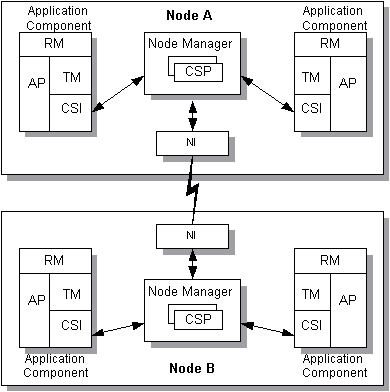 Application
Component
Node A
Application
Component
RM
Node Manager
RM
AP
TM
CSP
TM
AP
CSI
CSI
NI
NI
RM
Node Manager
RM
AP
TM
CSP
TM
AP
CSI
CSI
Application
Component
Node B
Application
Component